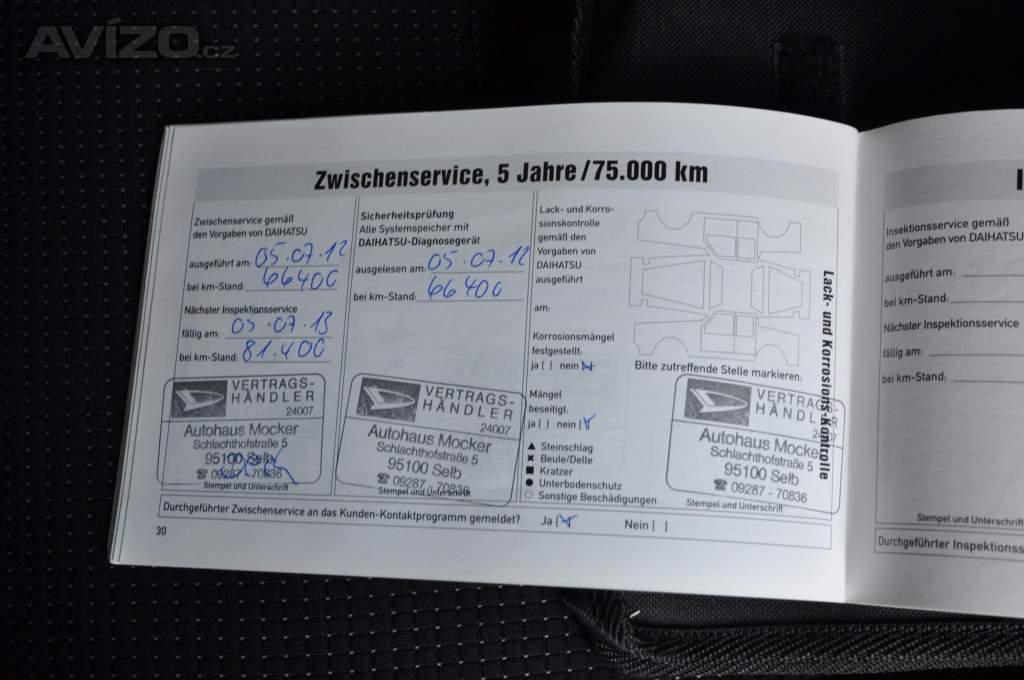 AVÍZO.cz
Zwischenservice, 5 Jahre/75.000 km
Zwischenservice gemäß
den Vorgaben von DAIHATSU
ausgeführt am: 05.07.12
bei km-Stand: 66400
Nächster Inspektionsservice
fällig am: 05.07.13
bei km-Stand: 81.400
VERTRAGS-
HÄNDLER
24007
Autohaus Mocker
Schlachthofstraße 5
95100 Selb
☎ 09287 - 70836
Stempel und Unterschrift
Sicherheitsprüfung
Alle Systemspeicher mit
DAIHATSU-Diagnosegerät
ausgelesen am: 05.07.12
bei km-Stand: 66400
VERTRAGS-
HÄNDLER
24007
Autohaus Mocker
Schlachthofstraße 5
95100 Selb
☎ 09287 - 70836
Stempel und Unterschrift
Lack- und Korro-
sionskontrolle
gemäß den
Vorgaben von
DAIHATSU
ausgeführt
am:
Korrosionsmängel
festgestellt:
ja [ ] nein [x]
Mängel
beseitigt:
ja [ ] nein [x]
▲ Steinschlag
✖ Beule/Delle
■ Kratzer
● Unterbodenschutz
○ Sonstige Beschädigungen
Bitte zutreffende Stelle markieren:
VERTRAGS-
HÄNDLER
Autohaus Mocker
Schlachthofstraße 5
95100 Selb
☎ 09287 - 70836
Stempel und Unterschrift
Lack- und Korrosions-Kontrolle
Durchgeführter Zwischenservice an das Kunden-Kontaktprogramm gemeldet? Ja [x] Nein [ ]
30
I
Inspektionsservice gemäß
den Vorgaben von DAIHATSU
ausgeführt am:
bei km-Stand:
Nächster Inspektionsservice
fällig am:
bei km-Stand:
Stempel und Unterschrift
Durchgeführter Inspektionss